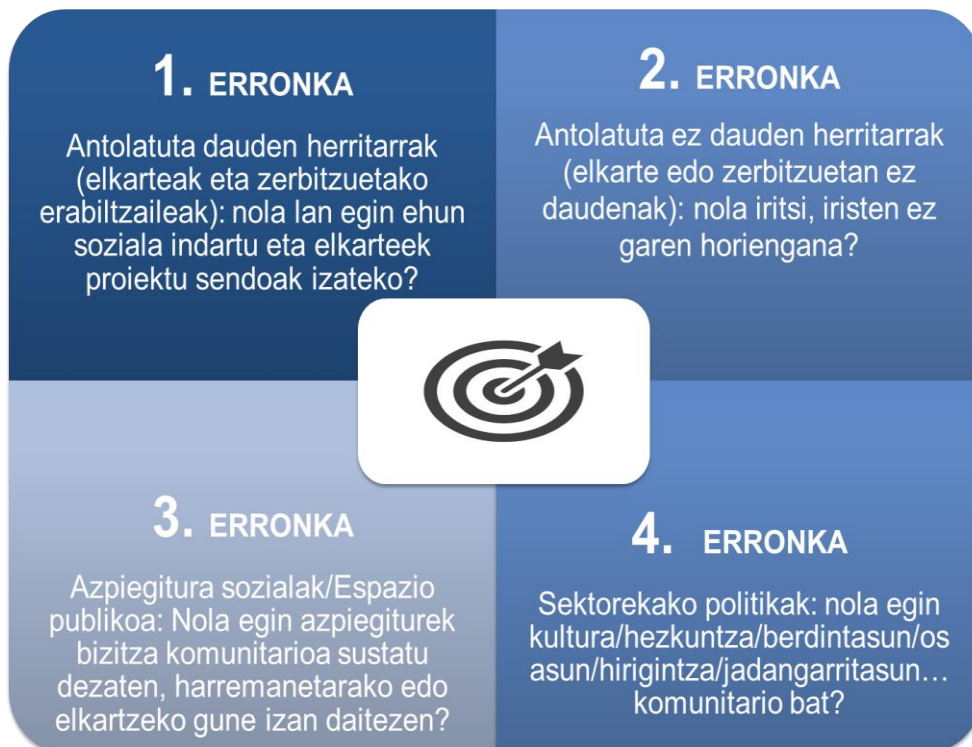 1. ERRONKA
Antolatuta dauden herritarrak
(elkarteak eta zerbitzuetako
erabiltzaileak): nola lan egin ehun
soziala indartu eta elkarteek
proiektu sendoak izateko?
2. ERRONKA
Antolatuta ez dauden herritarrak
(elkarte edo zerbitzuetan ez
daudenak): nola iritsi, iristen ez
garen horiengana?
3. ERRONKA
Azpiegitura sozialak/Espazio
publikoa: Nola egin azpiegiturek
bizitza komunitarioa sustatu
dezaten, harremanetarako edo
elkartzeko gune izan daitezen?
4. ERRONKA
Sektorekako politikak: nola egin
kultura/hezkuntza/berdintasun/os
asun/hirigintza/jadangarritasun…
komunitario bat?